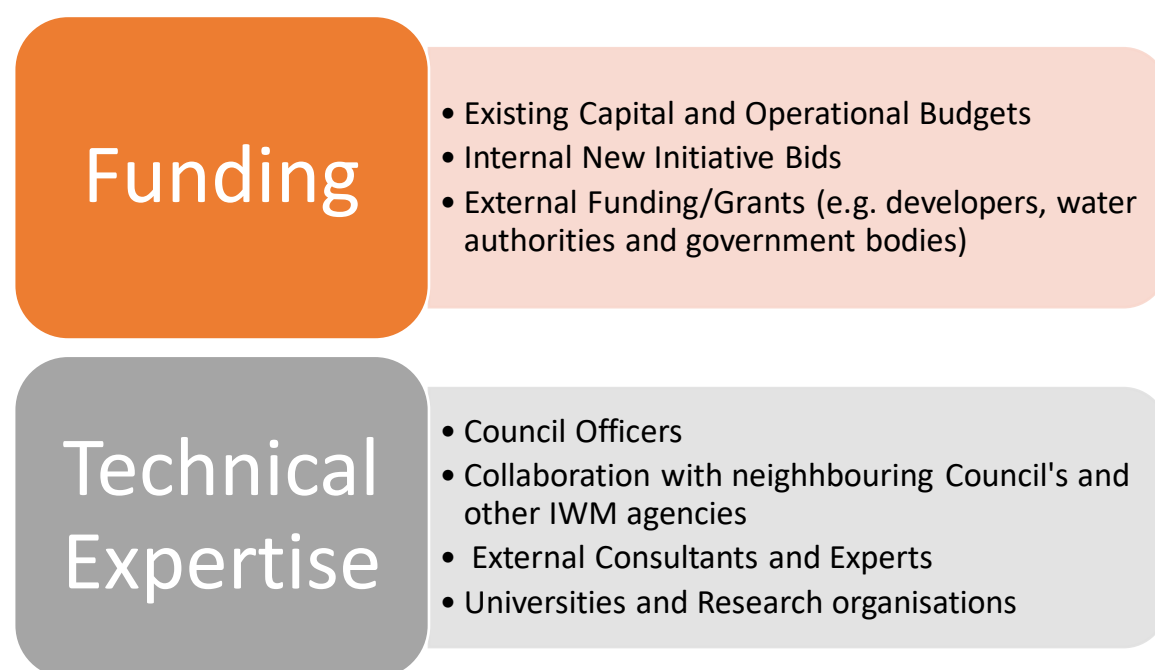 Funding
• Existing Capital and Operational Budgets
• Internal New Initiative Bids
• External Funding/Grants (e.g. developers, water
authorities and government bodies)
Technical
Expertise
• Council Officers
• Collaboration with neighhbouring Council's and
other IWM agencies
• External Consultants and Experts
• Universities and Research organisations